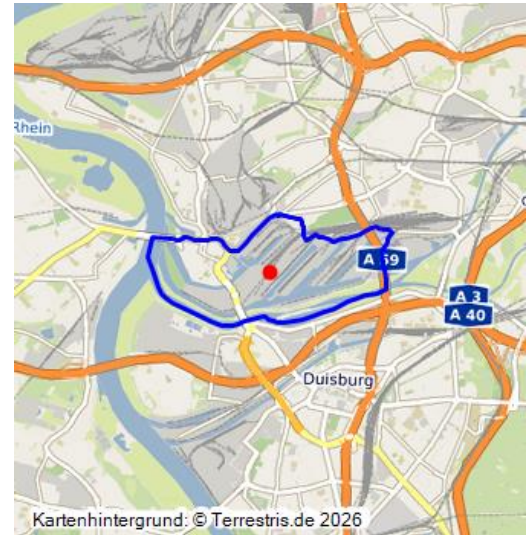 Rhein
A 59
A 3
A 40
Duisburg
Kartenhintergrund: © Terrestris.de 2026